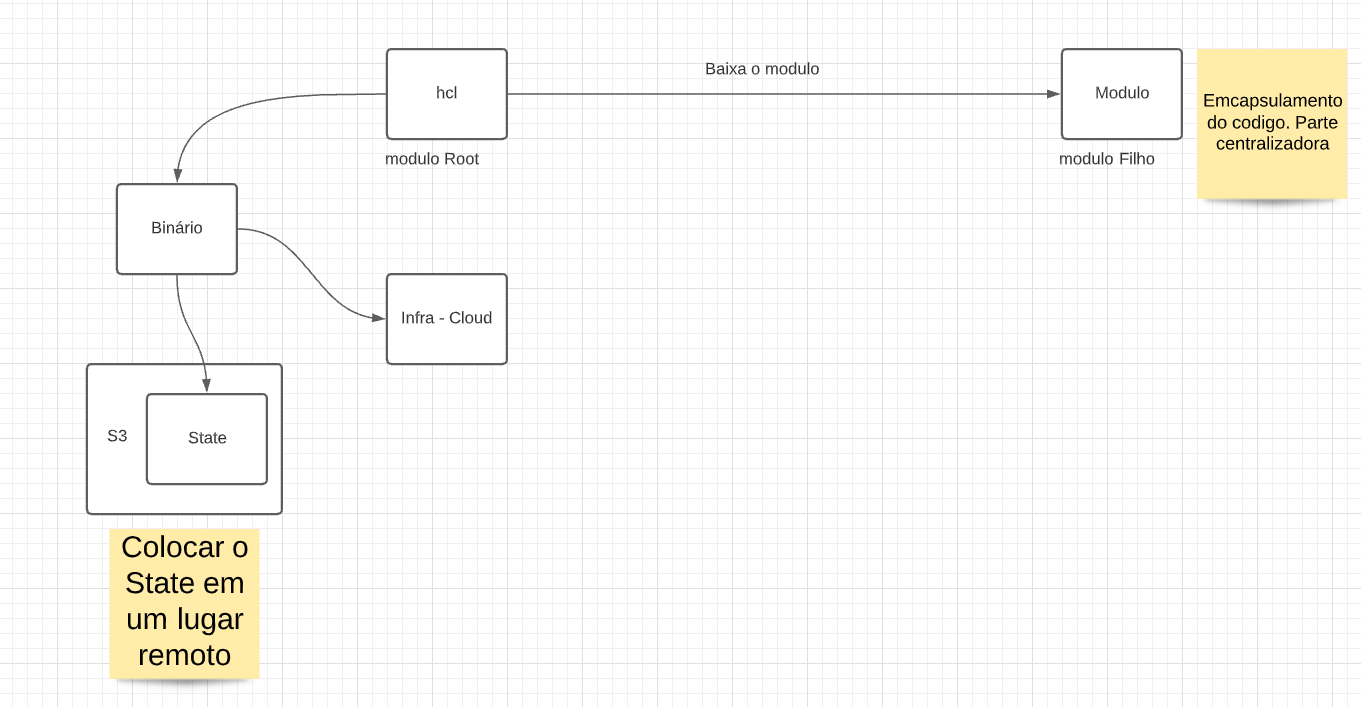 Baixa o modulo
hcl
Modulo
Emcapsulamento
do codigo. Parte
centralizadora
modulo Root
modulo Filho
Binário
Infra - Cloud
S3
State
Colocar o
State em
um lugar
remoto